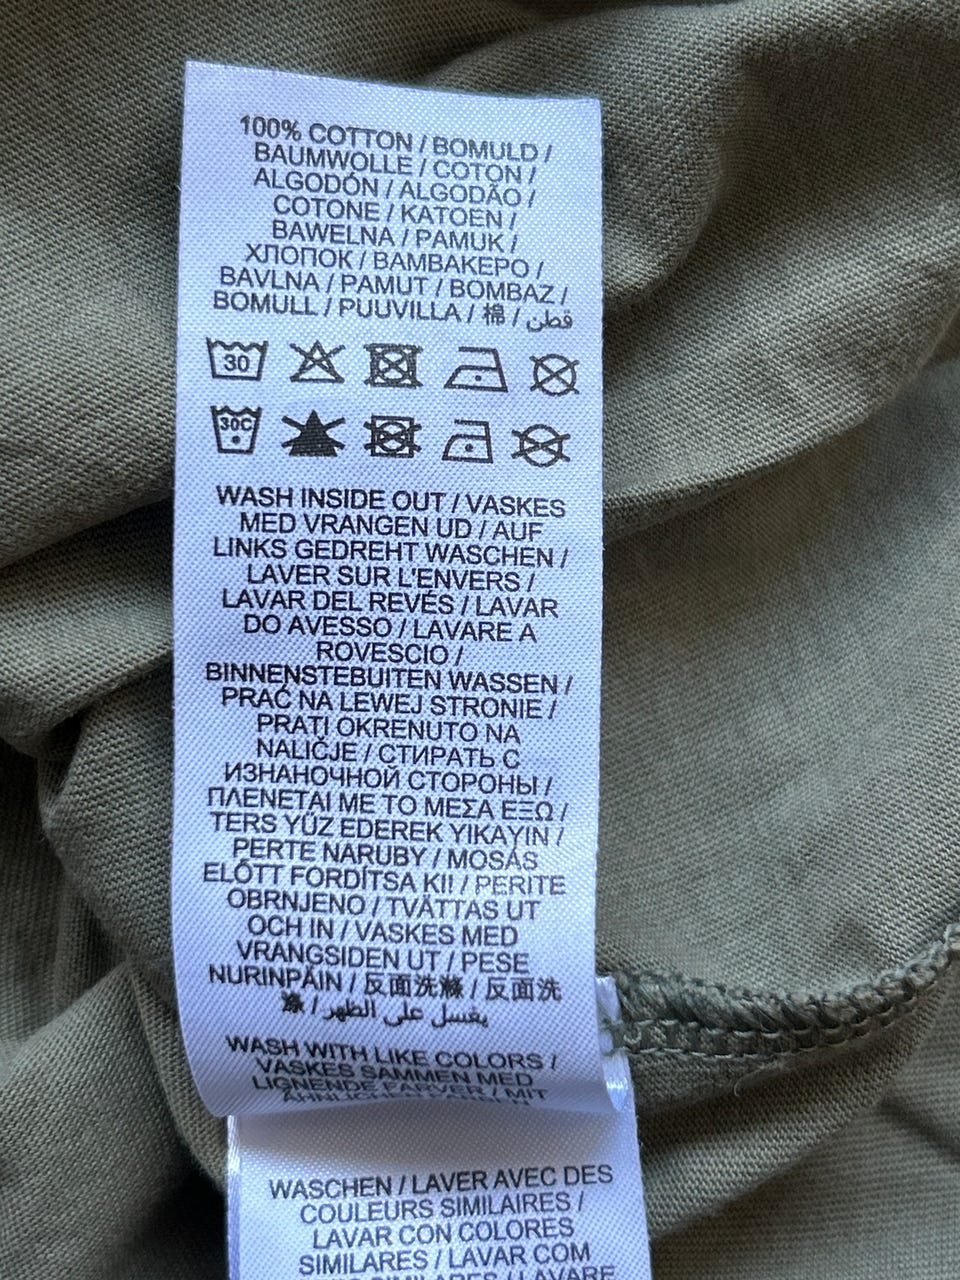 100% COTTON / BOMULD /
BAUMWOLLE / COTON /
ALGODÓN / ALGODÃO /
COTONE / KATOEN /
BAWELNA / PAMUK /
ХЛОПОК / ΒΑΜΒΑΚΕΡΟ /
BAVLNA / PAMUT / BOMBAZ /
BOMULL / PUUVILLA / 棉 / قطن
30
30C
WASH INSIDE OUT / VASKES
MED VRANGEN UD / AUF
LINKS GEDREHT WASCHEN /
LAVER SUR L'ENVERS /
LAVAR DEL REVÉS / LAVAR
DO AVESSO / LAVARE A
ROVESCIO /
BINNENSTEBUITEN WASSEN /
PRAĆ NA LEWEJ STRONIE /
PRATI OKRENUTO NA
NALIČJE / СТИРАТЬ С
ИЗНАНОЧНОЙ СТОРОНЫ /
ΠΛΕΝΕΤΑΙ ΜΕ ΤΟ ΜΕΣΑ ΕΞΩ /
TERS YÜZ EDEREK YIKAYIN /
PERTE NARUBY / MOSÁS
ELŐTT FORDÍTSA KI! / PERITE
OBRNJENO / TVÄTTAS UT
OCH IN / VASKES MED
VRANGSIDEN UT / PESE
NURINPÄIN / 反面洗滌 / 反面洗
滌 / يغسل على الظهر
WASH WITH LIKE COLORS /
VASKES SAMMEN MED
LIGNENDE FARVER / MIT
ÄHNLICHEN
WASCHEN / LAVER AVEC DES
COULEURS SIMILAIRES /
LAVAR CON COLORES
SIMILARES / LAVAR COM
SIMILARES / LAVARE